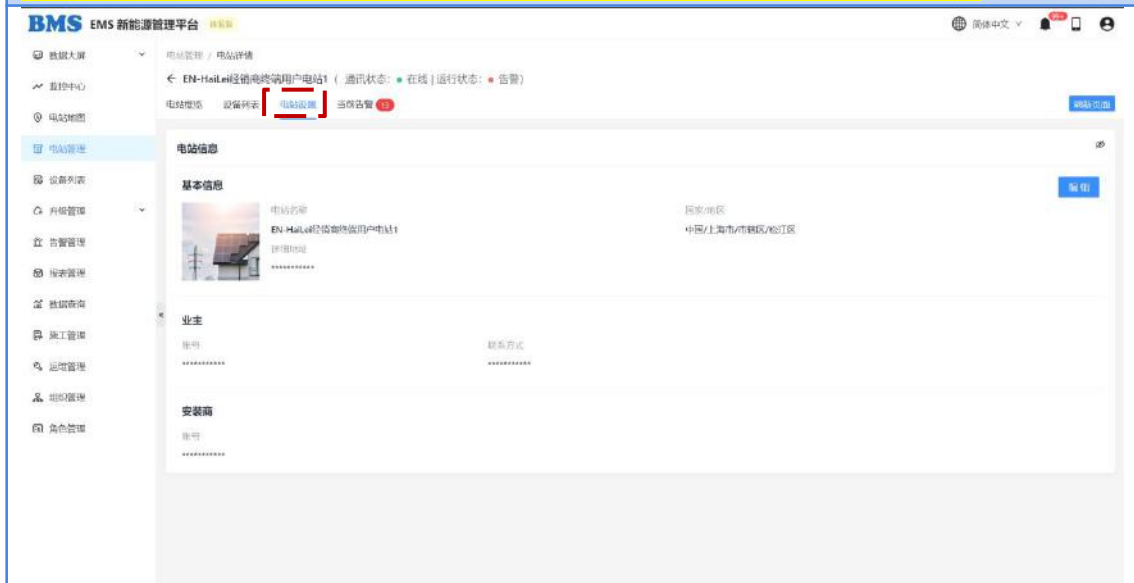 BMS EMS 新能源管理平台 体验版
简体中文
99+
数据大屏
监控中心
电站地图
电站管理
设备列表
升级管理
告警管理
报表管理
数据查询
施工管理
运维管理
组织管理
角色管理
电站管理 / 电站详情
← EN-HaiLei经销商终端用户电站1 ( 通讯状态: 在线 | 运行状态: 告警)
电站概览 设备列表 电站设置 当前告警 13
刷新页面
电站信息
基本信息
编辑
电站名称 国家/地区
EN-HaiLei经销商终端用户电站1 中国/上海市/市辖区/松江区
详细地址
***********
业主
账号 联系方式
*********** ***********
安装商
账号
***********